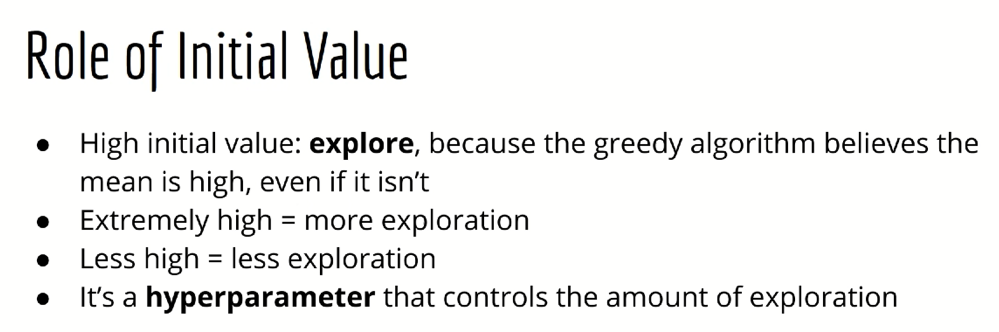 Role of Initial Value
● High initial value: explore, because the greedy algorithm believes the
mean is high, even if it isn’t
● Extremely high = more exploration
● Less high = less exploration
● It’s a hyperparameter that controls the amount of exploration